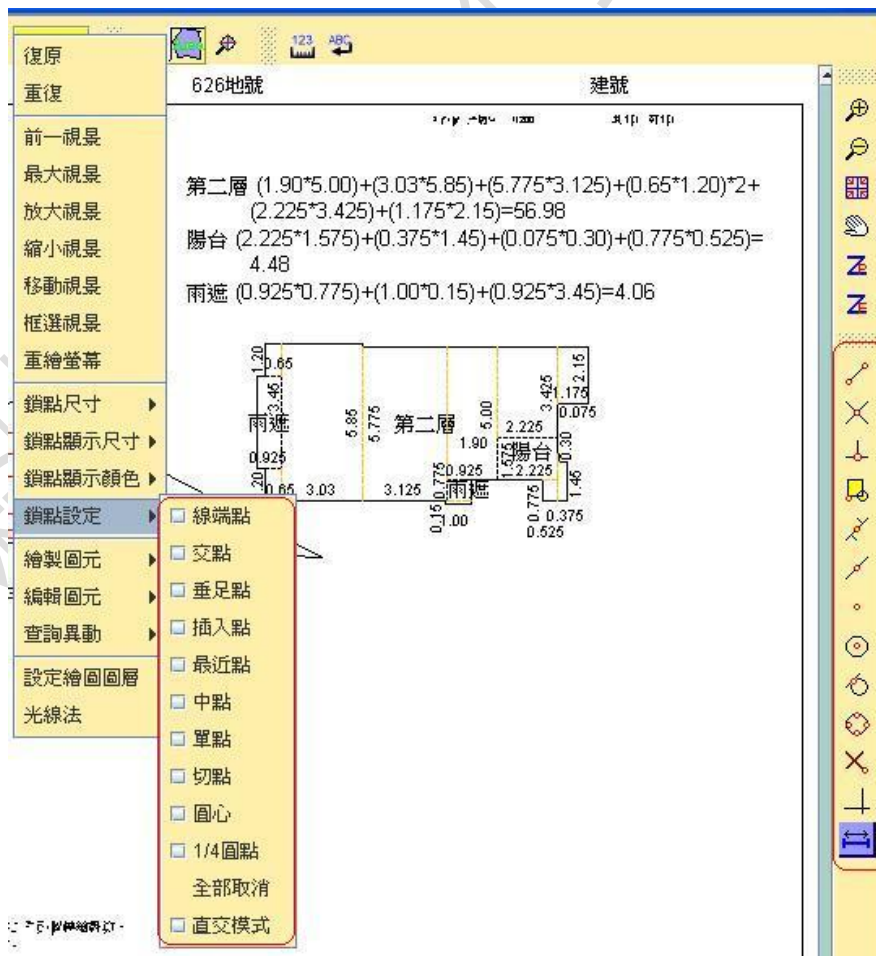 123 ABC
復原
重復
前一視景
最大視景
放大視景
縮小視景
移動視景
框選視景
重繪螢幕
鎖點尺寸
鎖點顯示尺寸
鎖點顯示顏色
鎖點設定
繪製圖元
編輯圖元
查詢異動
設定繪圖圖層
光線法
線端點
交點
垂足點
插入點
最近點
中點
單點
切點
圓心
1/4圓點
全部取消
直交模式
626地號 建號
第二層 (1.90*5.00)+(3.03*5.85)+(5.775*3.125)+(0.65*1.20)*2+
(2.225*3.425)+(1.175*2.15)=56.98
陽台 (2.225*1.575)+(0.375*1.45)+(0.075*0.30)+(0.775*0.525)=
4.48
雨遮 (0.925*0.775)+(1.00*0.15)+(0.925*3.45)=4.06
1.20
0.65
3.45
雨遮
0.925
5.85
5.775
第二層
5.00
1.90
2.225
3.425
2.15
1.175
0.075
陽台
0.30
1.575
2.225
1.45
0.65
3.03
3.125
0.775
0.925
雨遮
0.15
1.00
0.775
0.375
0.525